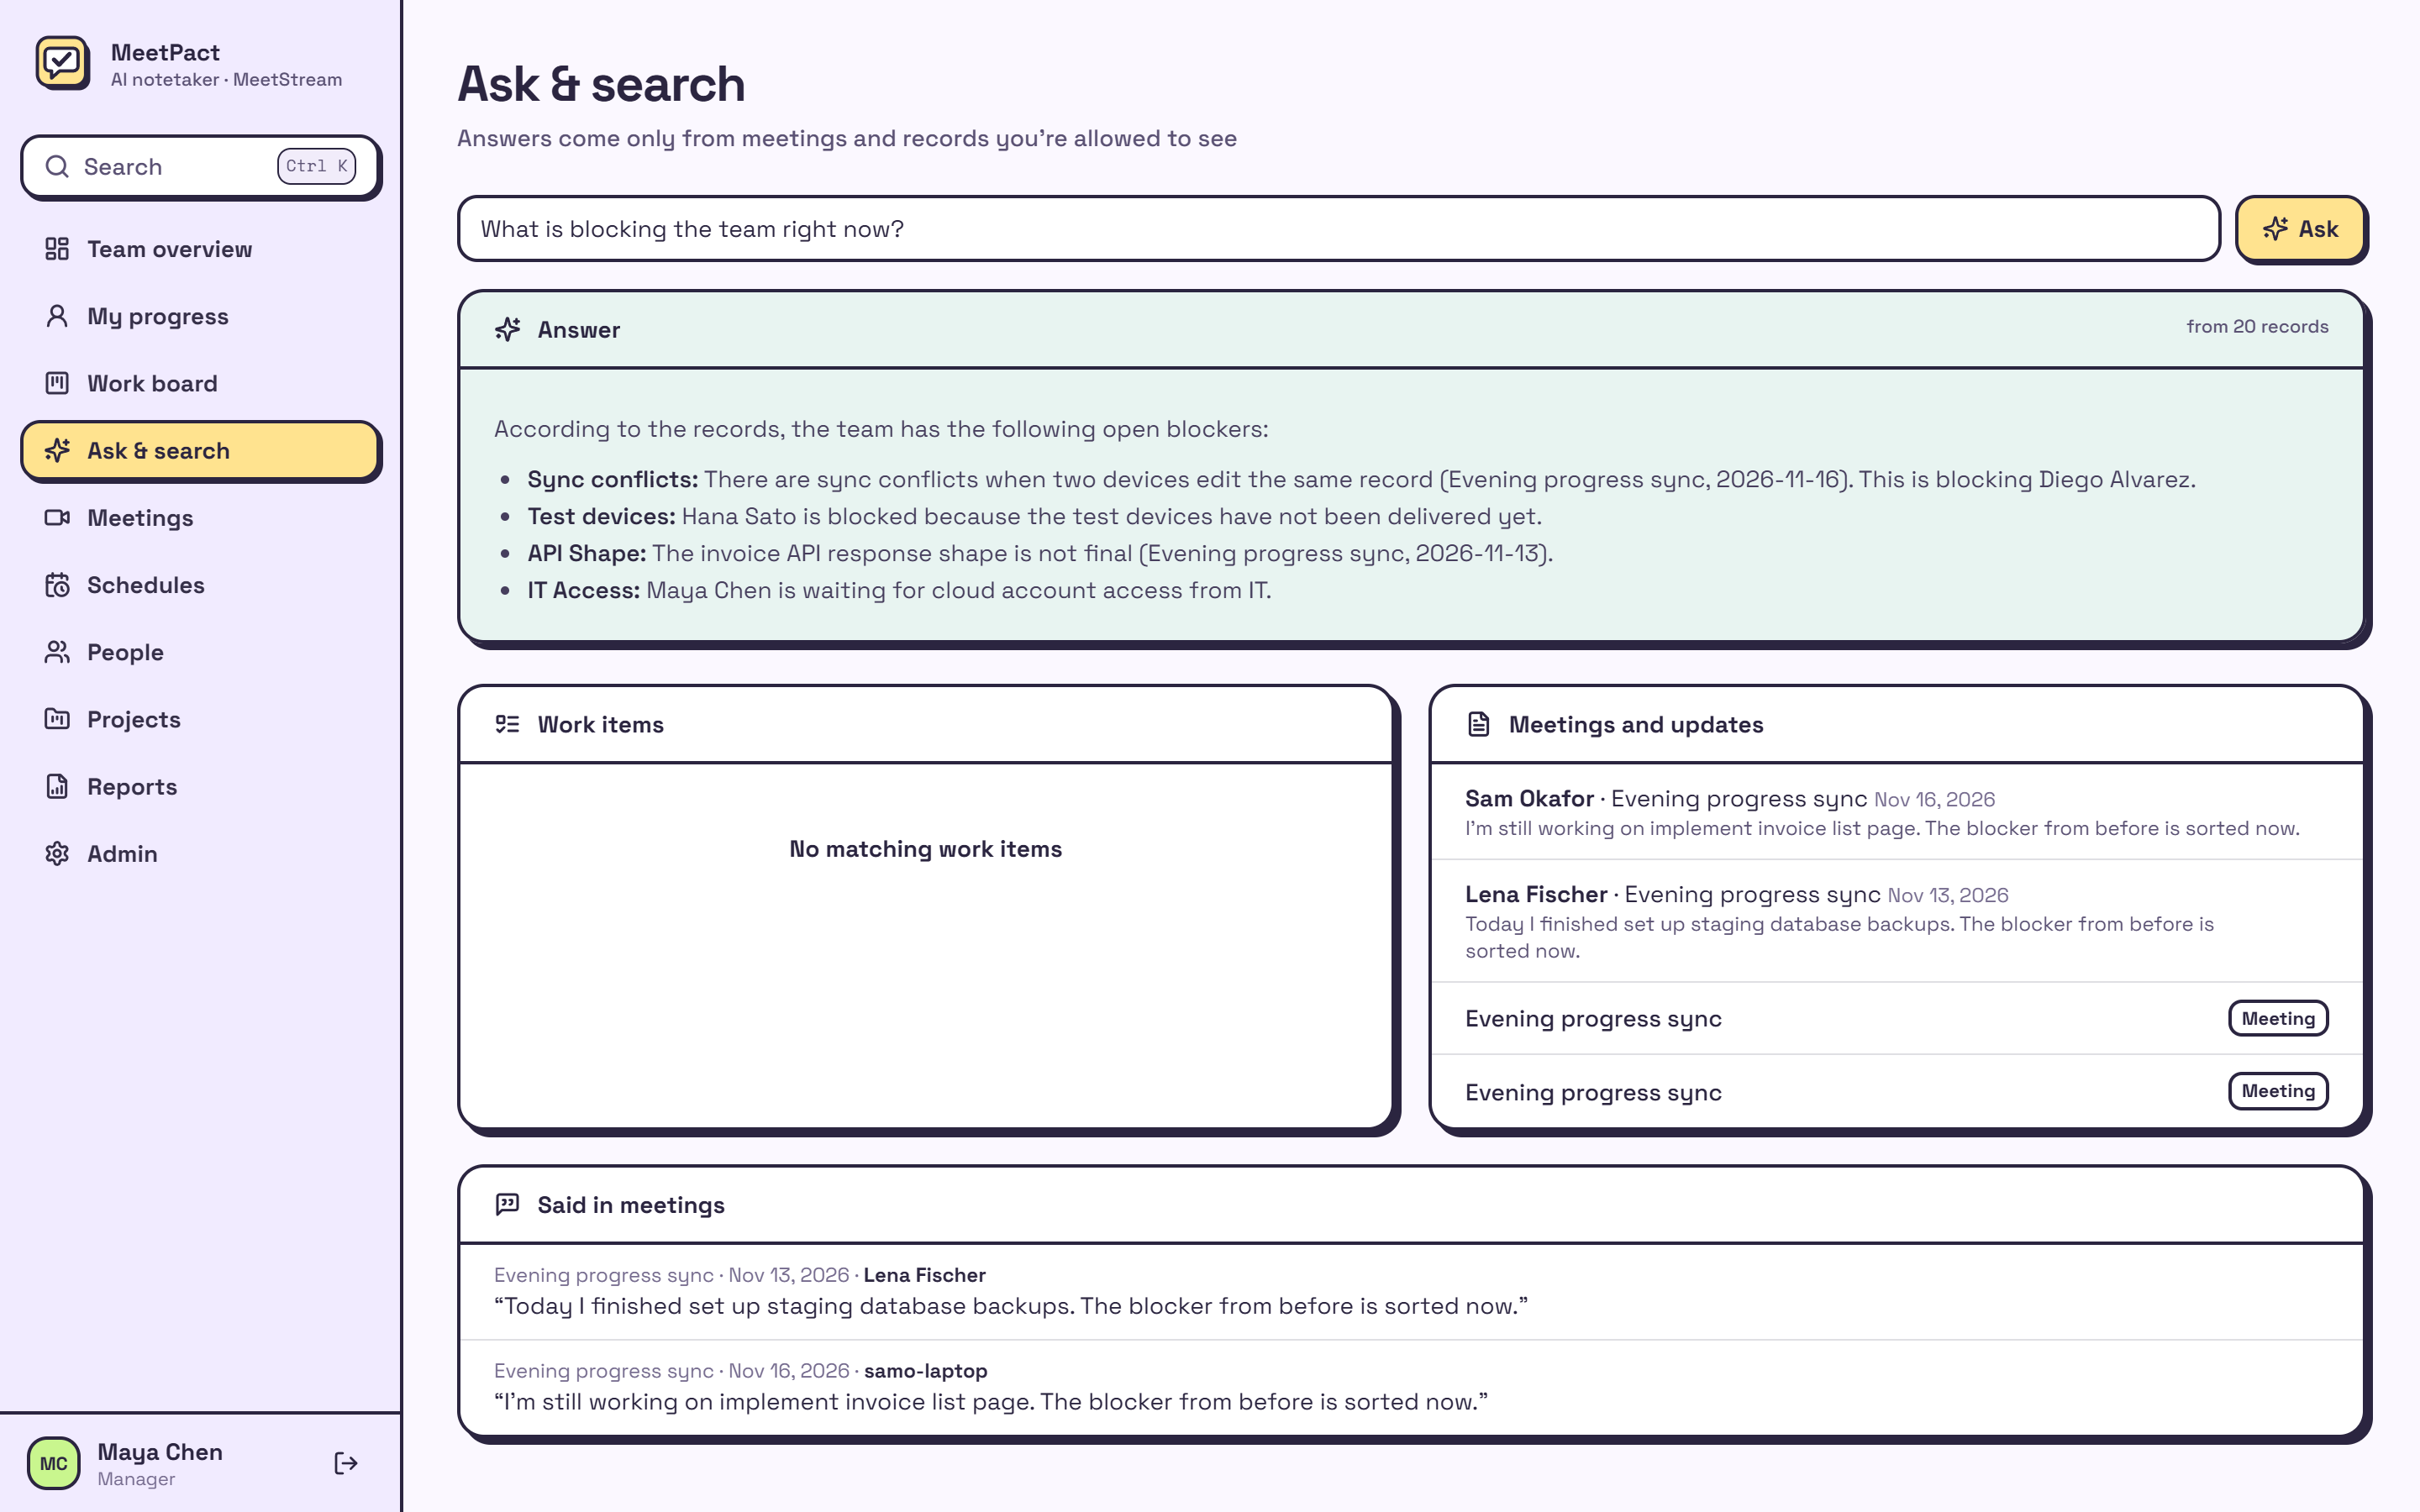 MeetPact
AI notetaker · MeetStream
Search
Ctrl K
Team overview
My progress
Work board
Ask & search
Meetings
Schedules
People
Projects
Reports
Admin
MC
Maya Chen
Manager
Ask & search
Answers come only from meetings and records you’re allowed to see
What is blocking the team right now?
Ask
Answer
from 20 records
According to the records, the team has the following open blockers:
• Sync conflicts: There are sync conflicts when two devices edit the same record (Evening progress sync, 2026-11-16). This is blocking Diego Alvarez.
• Test devices: Hana Sato is blocked because the test devices have not been delivered yet.
• API Shape: The invoice API response shape is not final (Evening progress sync, 2026-11-13).
• IT Access: Maya Chen is waiting for cloud account access from IT.
Work items
No matching work items
Meetings and updates
Sam Okafor · Evening progress sync Nov 16, 2026
I’m still working on implement invoice list page. The blocker from before is sorted now.
Lena Fischer · Evening progress sync Nov 13, 2026
Today I finished set up staging database backups. The blocker from before is
sorted now.
Evening progress sync
Meeting
Evening progress sync
Meeting
Said in meetings
Evening progress sync · Nov 13, 2026 · Lena Fischer
“Today I finished set up staging database backups. The blocker from before is sorted now.”
Evening progress sync · Nov 16, 2026 · samo-laptop
“I’m still working on implement invoice list page. The blocker from before is sorted now.”